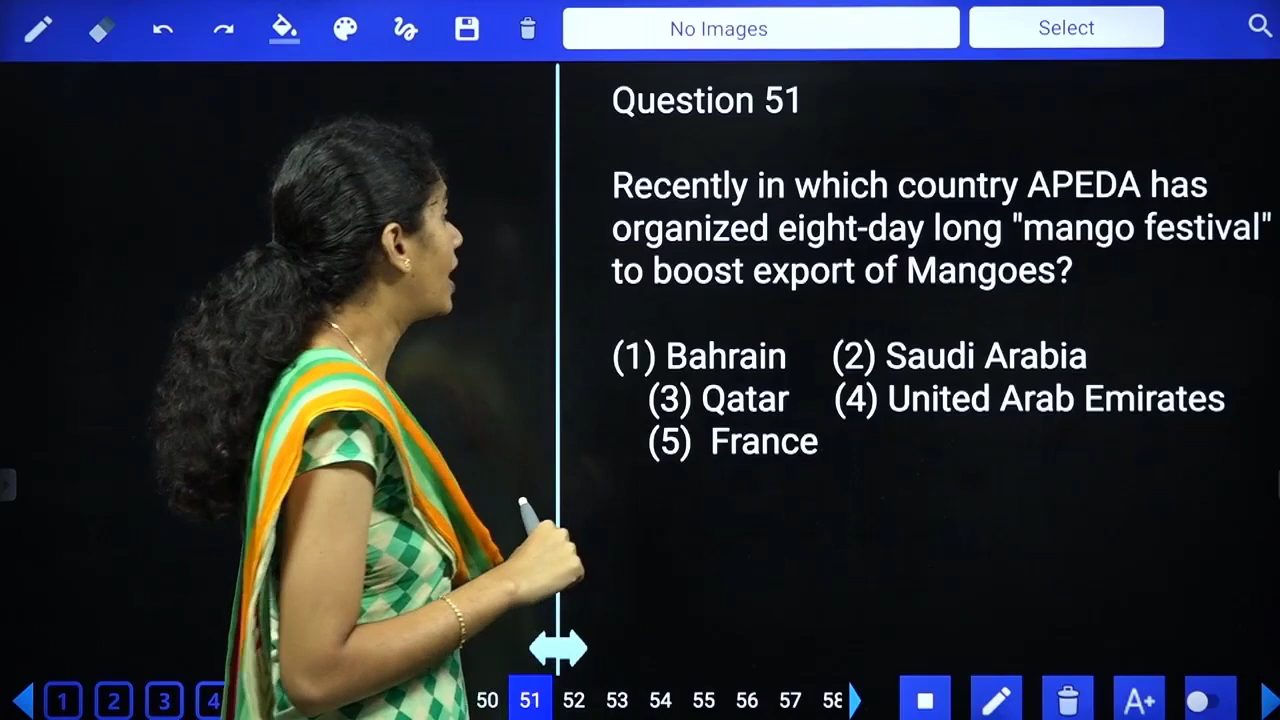 No Images
Select
Question 51
Recently in which country APEDA has
organized eight-day long "mango festival"
to boost export of Mangoes?
(1) Bahrain (2) Saudi Arabia
(3) Qatar (4) United Arab Emirates
(5) France
1 2 3 4 50 51 52 53 54 55 56 57 58
A+